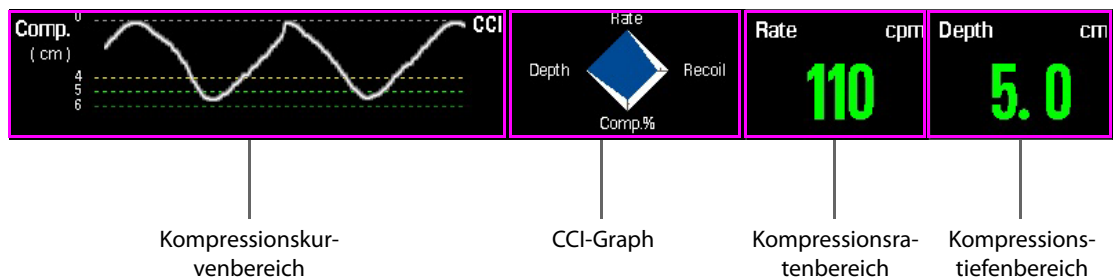 Comp.
( cm )
0
4
5
6
CCI
Rate
Depth
Recoil
Comp.%
Rate cpm
110
Depth cm
5. 0
Kompressionskur-
venbereich
CCI-Graph
Kompressionsra-
tenbereich
Kompressions-
tiefenbereich